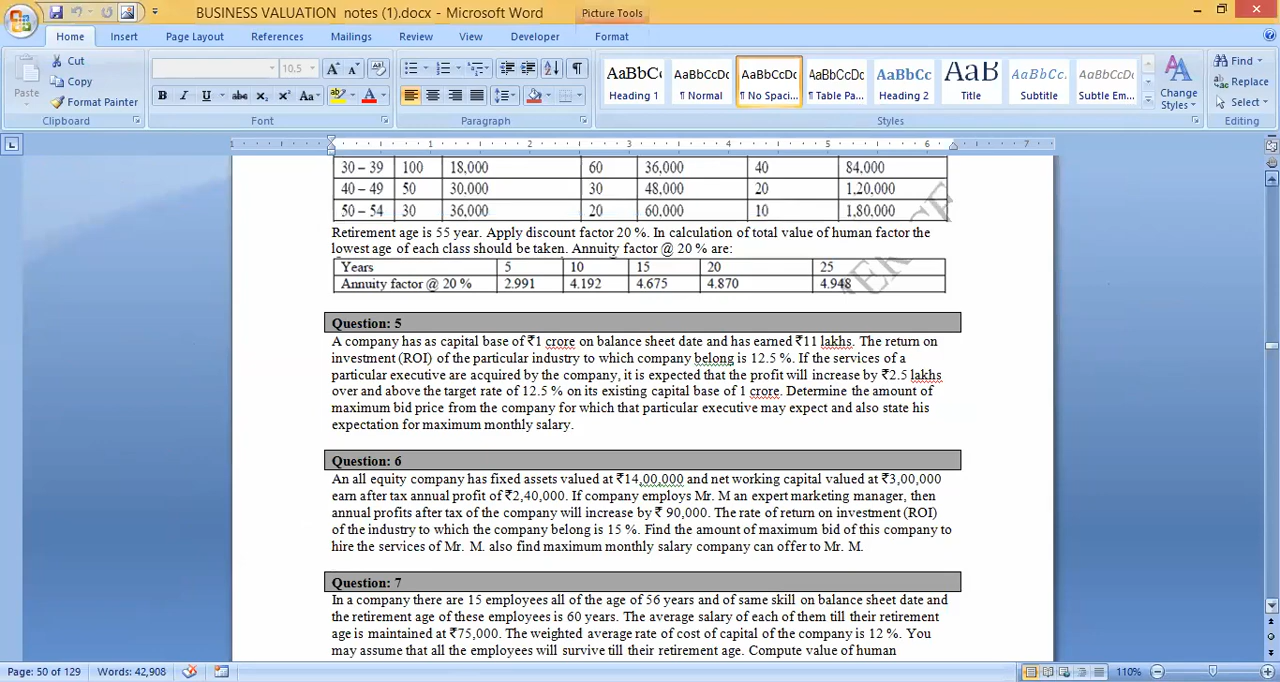 BUSINESS VALUATION notes (1).docx - Microsoft Word
Picture Tools
Home Insert Page Layout References Mailings Review View Developer Format
Paste
Cut
Copy
Format Painter
Clipboard
10.5
Font
Paragraph
AaBbCc AaBbCcDc AaBbCcDc AaBbCcDc AaBbCc AaB AaBbCc. AaBbCcDc
Heading 1 ¶ Normal ¶ No Spaci... ¶ Table Pa... Heading 2 Title Subtitle Subtle Em...
Change Styles
Styles
Find
Replace
Select
Editing
1 1 2 3 4 5 6 7
30 – 39 100 18,000 60 36,000 40 84,000
40 – 49 50 30,000 30 48,000 20 1,20,000
50 – 54 30 36,000 20 60,000 10 1,80,000
Retirement age is 55 year. Apply discount factor 20 %. In calculation of total value of human factor the
lowest age of each class should be taken. Annuity factor @ 20 % are:
Years 5 10 15 20 25
Annuity factor @ 20 % 2.991 4.192 4.675 4.870 4.948
Question: 5
A company has as capital base of ₹1 crore on balance sheet date and has earned ₹11 lakhs. The return on
investment (ROI) of the particular industry to which company belong is 12.5 %. If the services of a
particular executive are acquired by the company, it is expected that the profit will increase by ₹2.5 lakhs
over and above the target rate of 12.5 % on its existing capital base of 1 crore. Determine the amount of
maximum bid price from the company for which that particular executive may expect and also state his
expectation for maximum monthly salary.
Question: 6
An all equity company has fixed assets valued at ₹14,00,000 and net working capital valued at ₹3,00,000
earn after tax annual profit of ₹2,40,000. If company employs Mr. M an expert marketing manager, then
annual profits after tax of the company will increase by ₹ 90,000. The rate of return on investment (ROI)
of the industry to which the company belong is 15 %. Find the amount of maximum bid of this company to
hire the services of Mr. M. also find maximum monthly salary company can offer to Mr. M.
Question: 7
In a company there are 15 employees all of the age of 56 years and of same skill on balance sheet date and
the retirement age of these employees is 60 years. The average salary of each of them till their retirement
age is maintained at ₹75,000. The weighted average rate of cost of capital of the company is 12 %. You
may assume that all the employees will survive till their retirement age. Compute value of human
Page: 50 of 129 Words: 42,908 110%